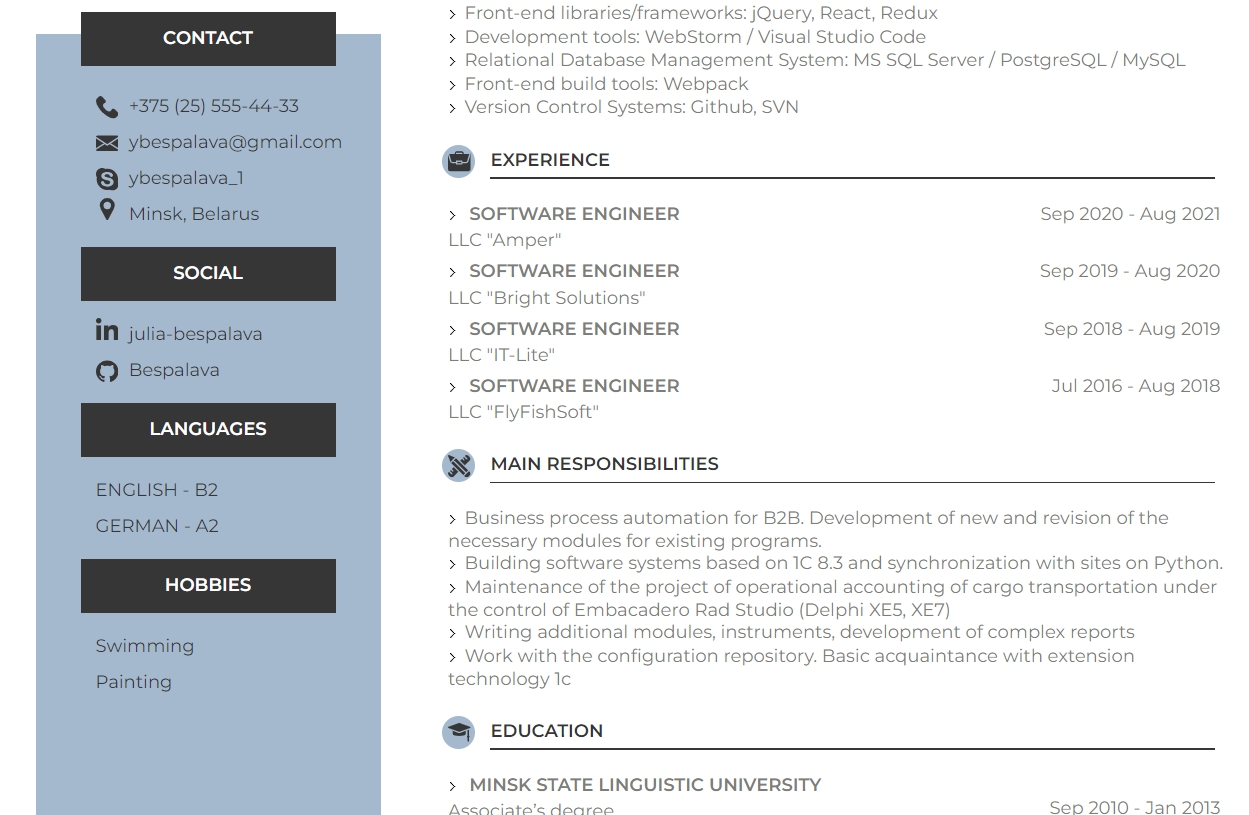 CONTACT
+375 (25) 555-44-33
ybespalava@gmail.com
ybespalava_1
Minsk, Belarus
SOCIAL
in julia-bespalava
Bespalava
LANGUAGES
ENGLISH - B2
GERMAN - A2
HOBBIES
Swimming
Painting
› Front-end libraries/frameworks: jQuery, React, Redux
› Development tools: WebStorm / Visual Studio Code
› Relational Database Management System: MS SQL Server / PostgreSQL / MySQL
› Front-end build tools: Webpack
› Version Control Systems: Github, SVN
EXPERIENCE
› SOFTWARE ENGINEER Sep 2020 - Aug 2021
LLC "Amper"
› SOFTWARE ENGINEER Sep 2019 - Aug 2020
LLC "Bright Solutions"
› SOFTWARE ENGINEER Sep 2018 - Aug 2019
LLC "IT-Lite"
› SOFTWARE ENGINEER Jul 2016 - Aug 2018
LLC "FlyFishSoft"
MAIN RESPONSIBILITIES
› Business process automation for B2B. Development of new and revision of the
necessary modules for existing programs.
› Building software systems based on 1C 8.3 and synchronization with sites on Python.
› Maintenance of the project of operational accounting of cargo transportation under
the control of Embacadero Rad Studio (Delphi XE5, XE7)
› Writing additional modules, instruments, development of complex reports
› Work with the configuration repository. Basic acquaintance with extension
technology 1c
EDUCATION
› MINSK STATE LINGUISTIC UNIVERSITY
Associate’s degree Sep 2010 - Jan 2013